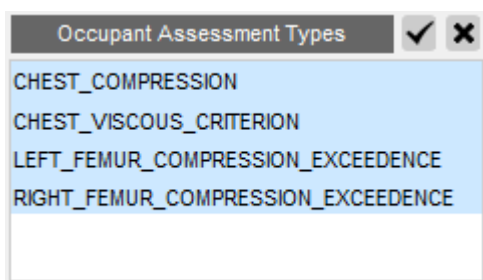 Occupant Assessment Types
CHEST_COMPRESSION
CHEST_VISCOUS_CRITERION
LEFT_FEMUR_COMPRESSION_EXCEEDENCE
RIGHT_FEMUR_COMPRESSION_EXCEEDENCE